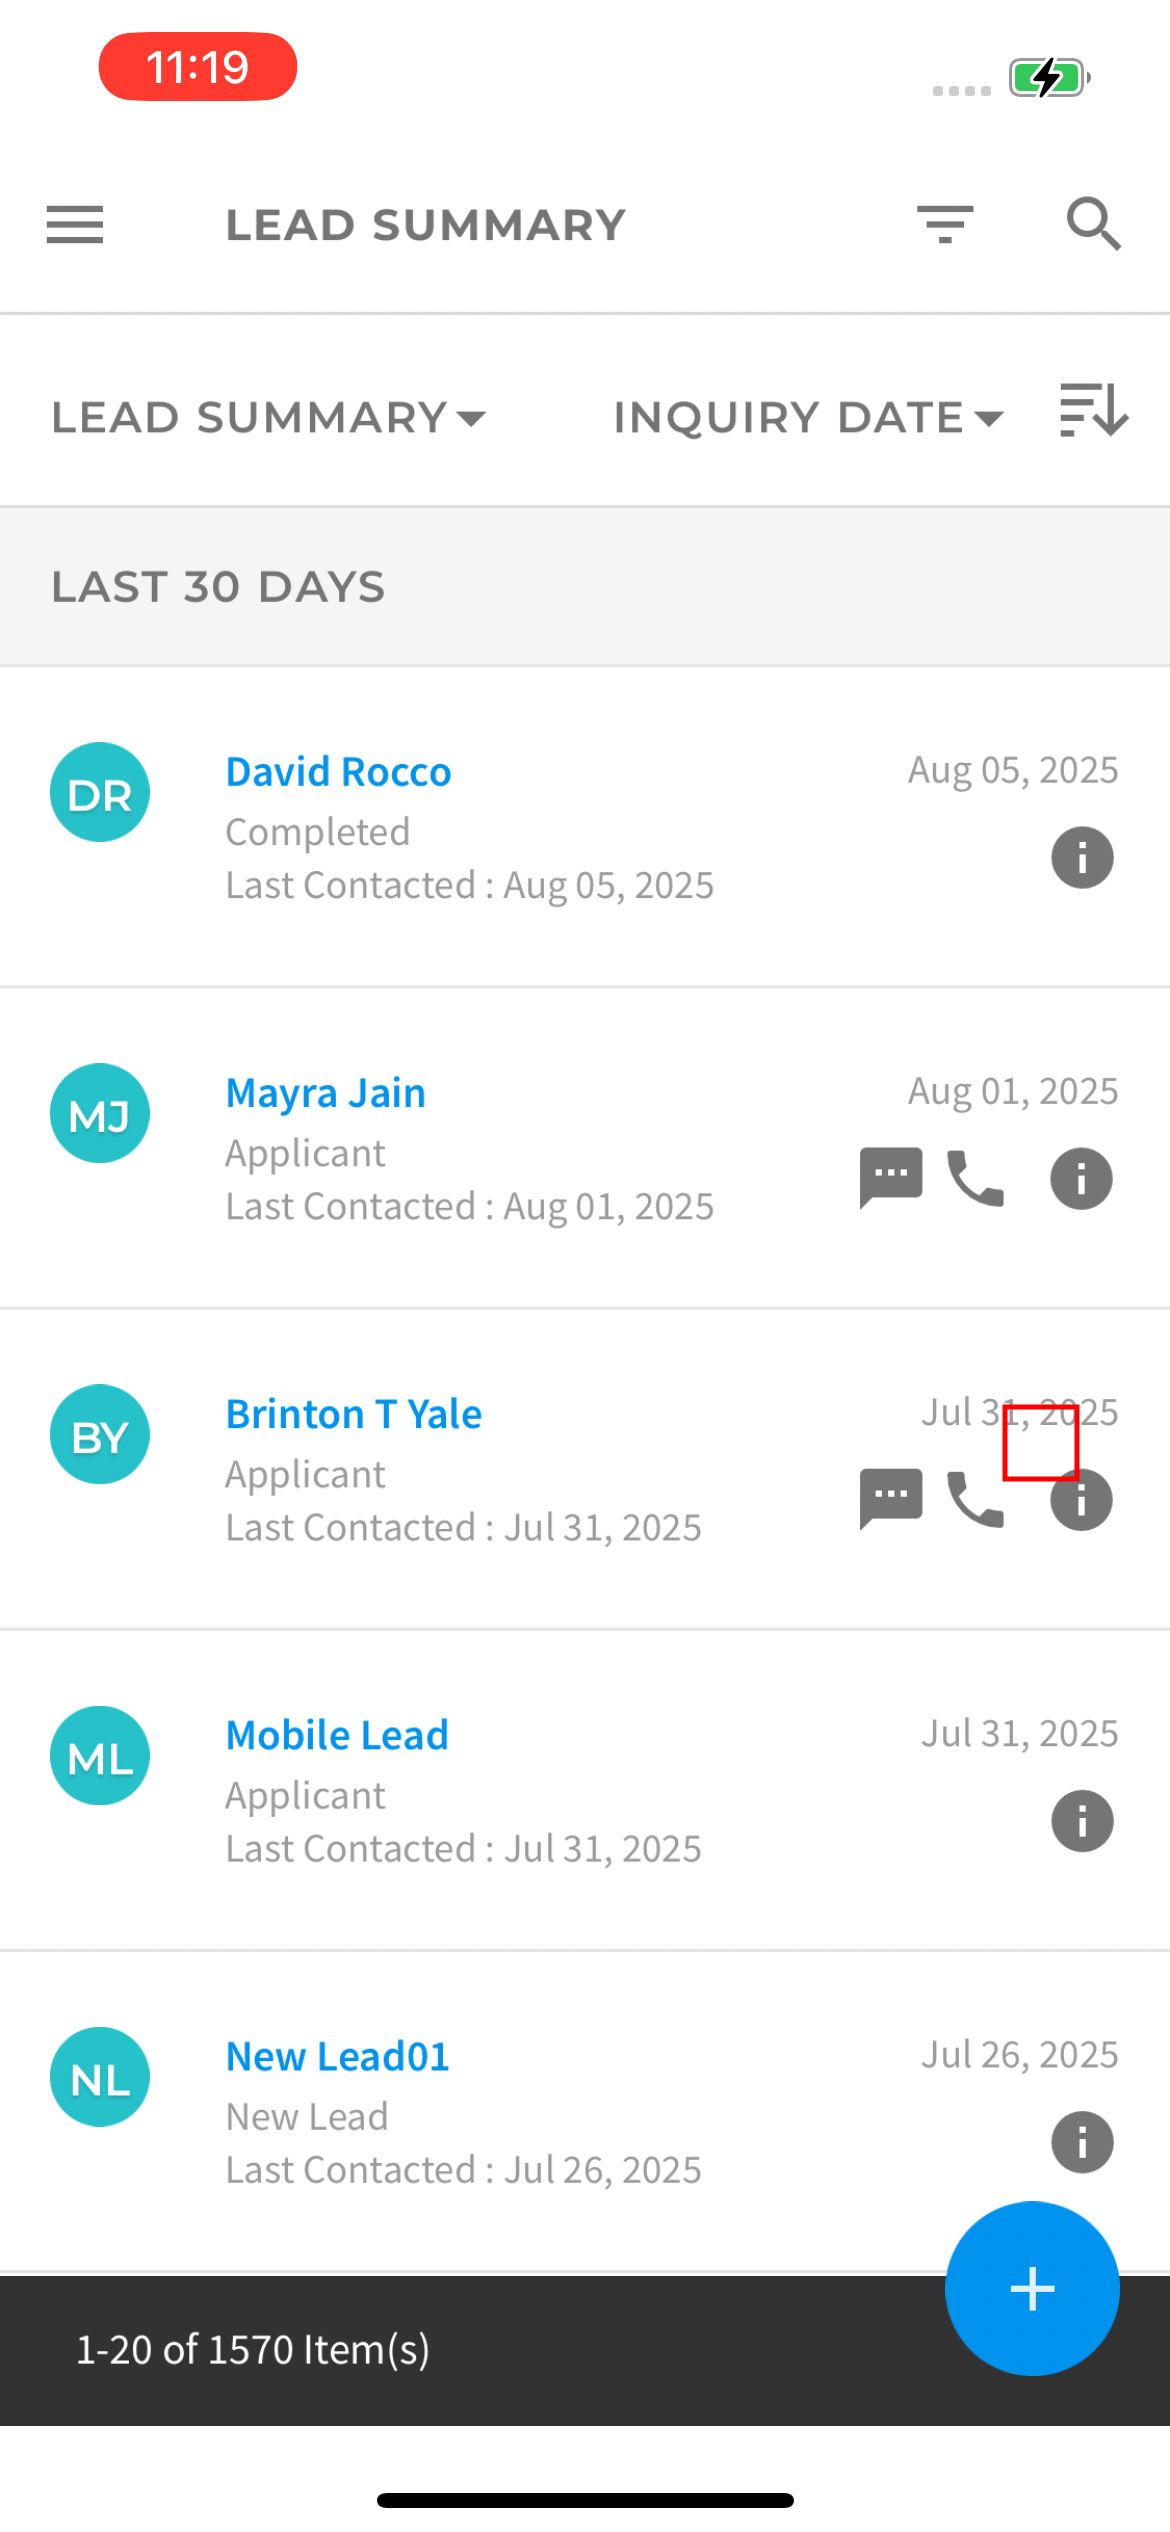 11:19
LEAD SUMMARY
LEAD SUMMARY INQUIRY DATE
LAST 30 DAYS
DR
David Rocco
Aug 05, 2025
Completed
Last Contacted : Aug 05, 2025
MJ
Mayra Jain
Aug 01, 2025
Applicant
Last Contacted : Aug 01, 2025
BY
Brinton T Yale
Jul 31, 2025
Applicant
Last Contacted : Jul 31, 2025
ML
Mobile Lead
Jul 31, 2025
Applicant
Last Contacted : Jul 31, 2025
NL
New Lead01
Jul 26, 2025
New Lead
Last Contacted : Jul 26, 2025
1-20 of 1570 Item(s)